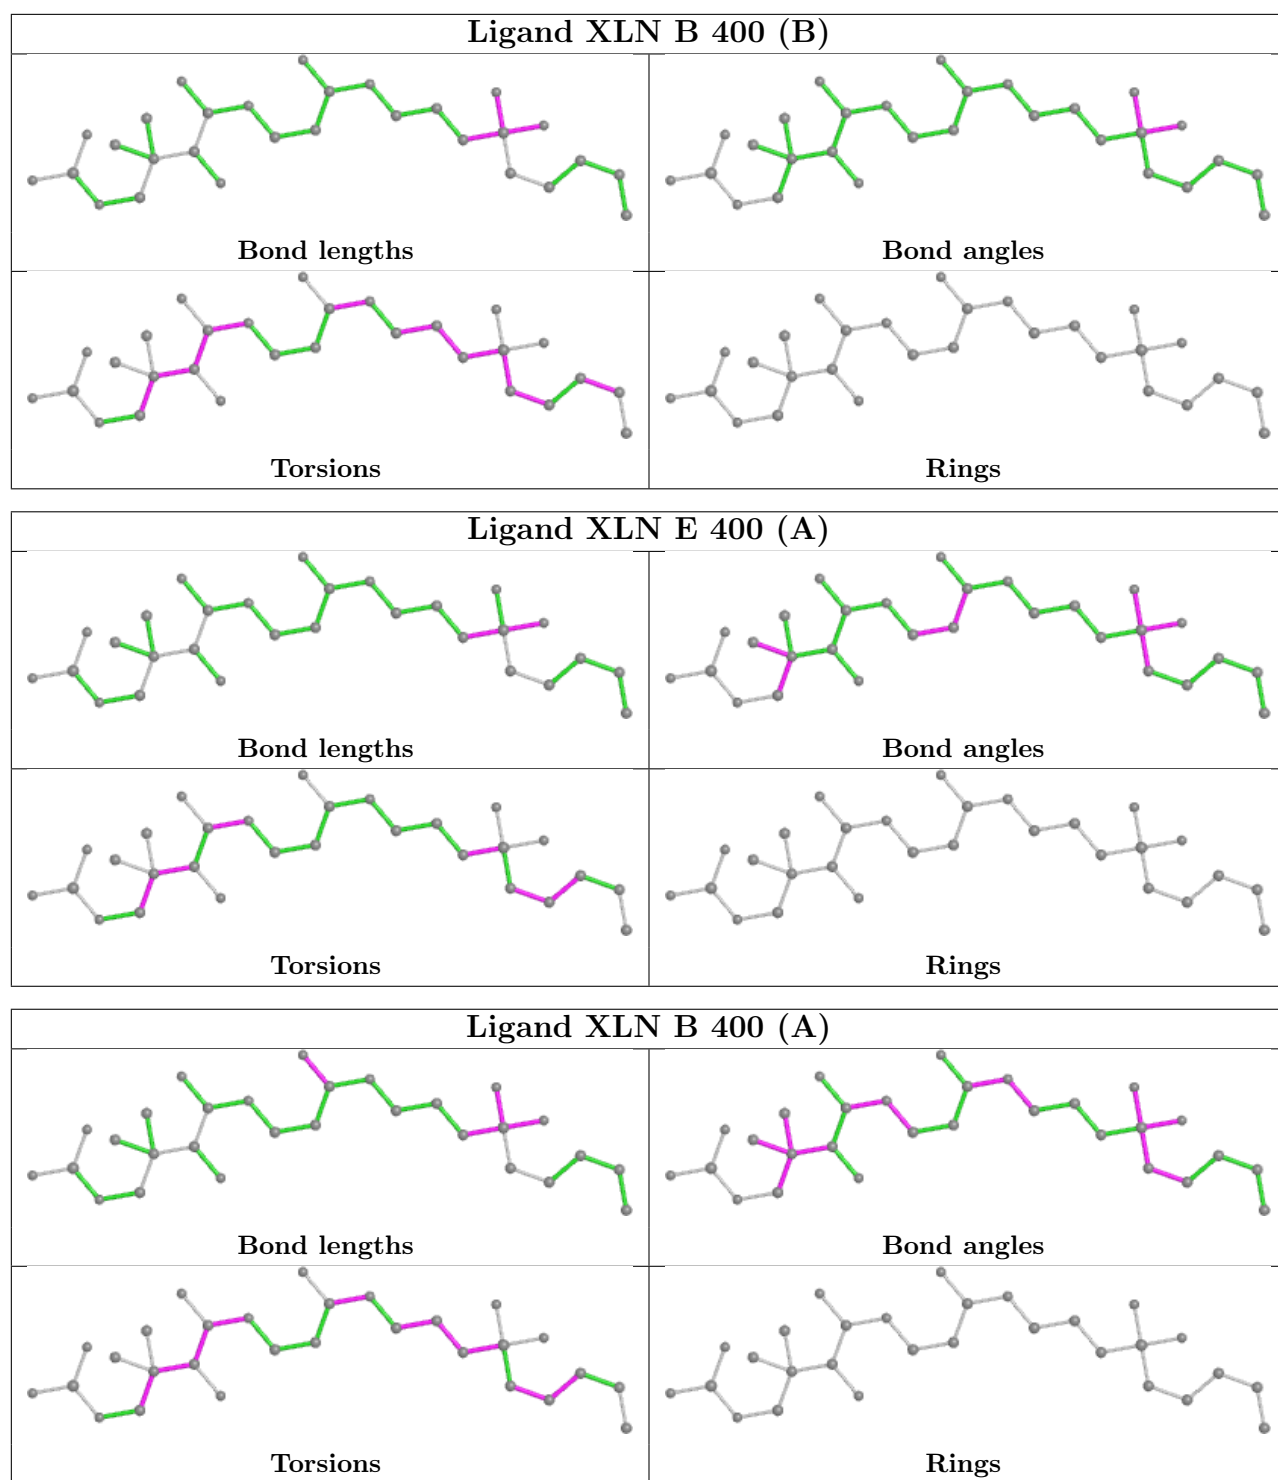 Ligand XLN B 400 (B)
Bond lengths
Bond angles
Torsions
Rings
Ligand XLN E 400 (A)
Bond lengths
Bond angles
Torsions
Rings
Ligand XLN B 400 (A)
Bond lengths
Bond angles
Torsions
Rings